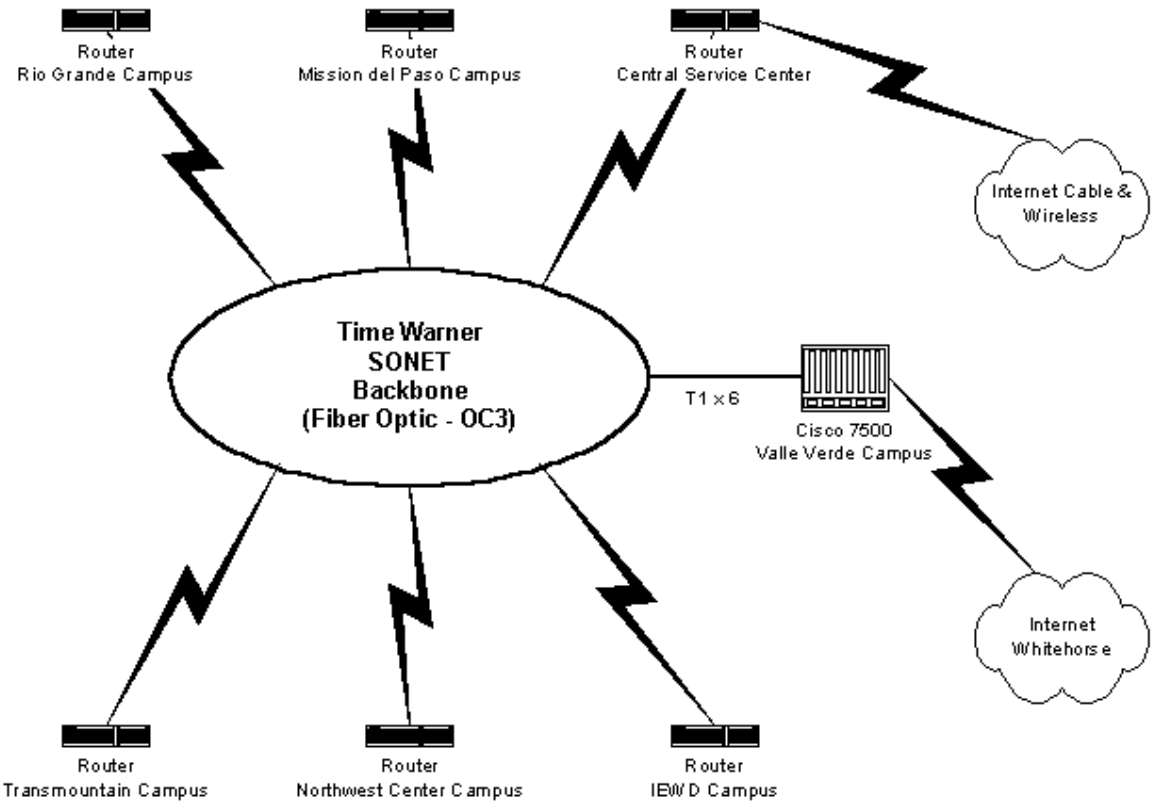 Router
Rio Grande Campus
Router
Mission del Paso Campus
Router
Central Service Center
Internet Cable &
Wireless
Time Warner
SONET
Backbone
(Fiber Optic - OC3)
T1 x 6
Cisco 7500
Valle Verde Campus
Internet
Whitehorse
Router
Transmountain Campus
Router
Northwest Center Campus
Router
IEWD Campus